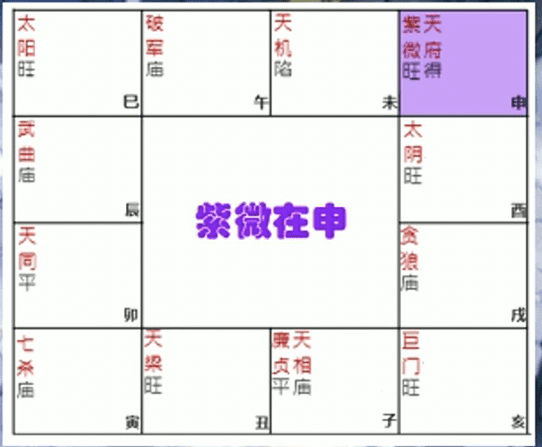 太阳旺
巳
破军庙
午
天机陷
未
紫微旺
天府得
申
武曲庙
辰
紫微在申
太阴旺
酉
天同平
卯
贪狼庙
戌
七杀庙
寅
天梁旺
丑
廉贞平
天相庙
子
巨门旺
亥